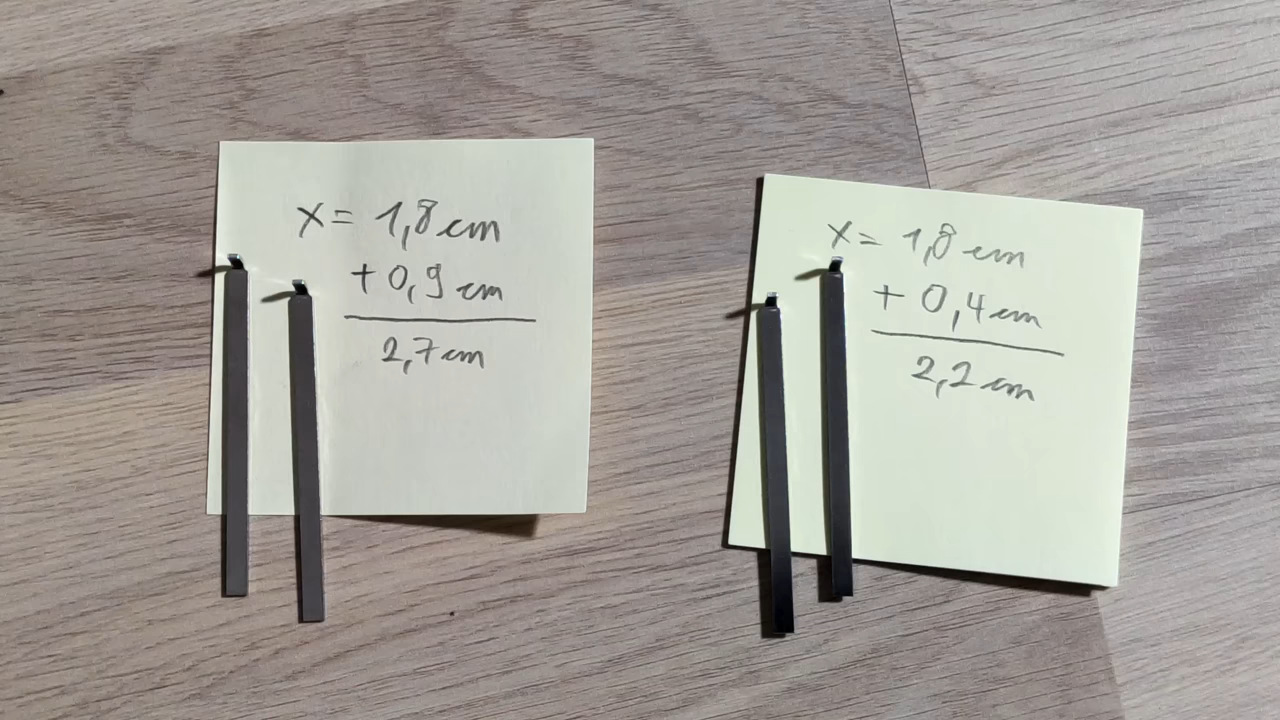 x= 1,8 cm
+ 0,9 cm
2,7 cm
x= 1,8 cm
+ 0,4 cm
2,2 cm